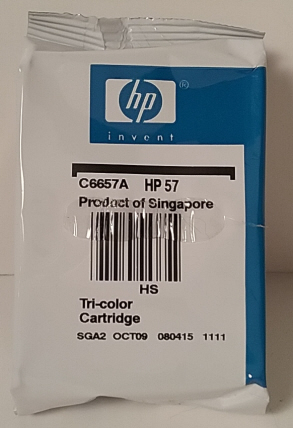 hp
®
invent
C6657A HP 57
Product of Singapore
HS
Tri-color
Cartridge
SGA2 OCT09 080415 1111